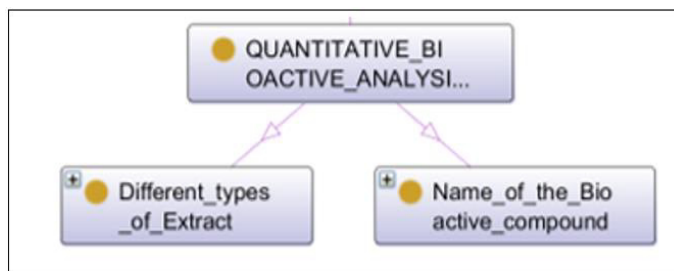 QUANTITATIVE_BI
OACTIVE_ANALYSI...
Different_types
_of_Extract
Name_of_the_Bio
active_compound